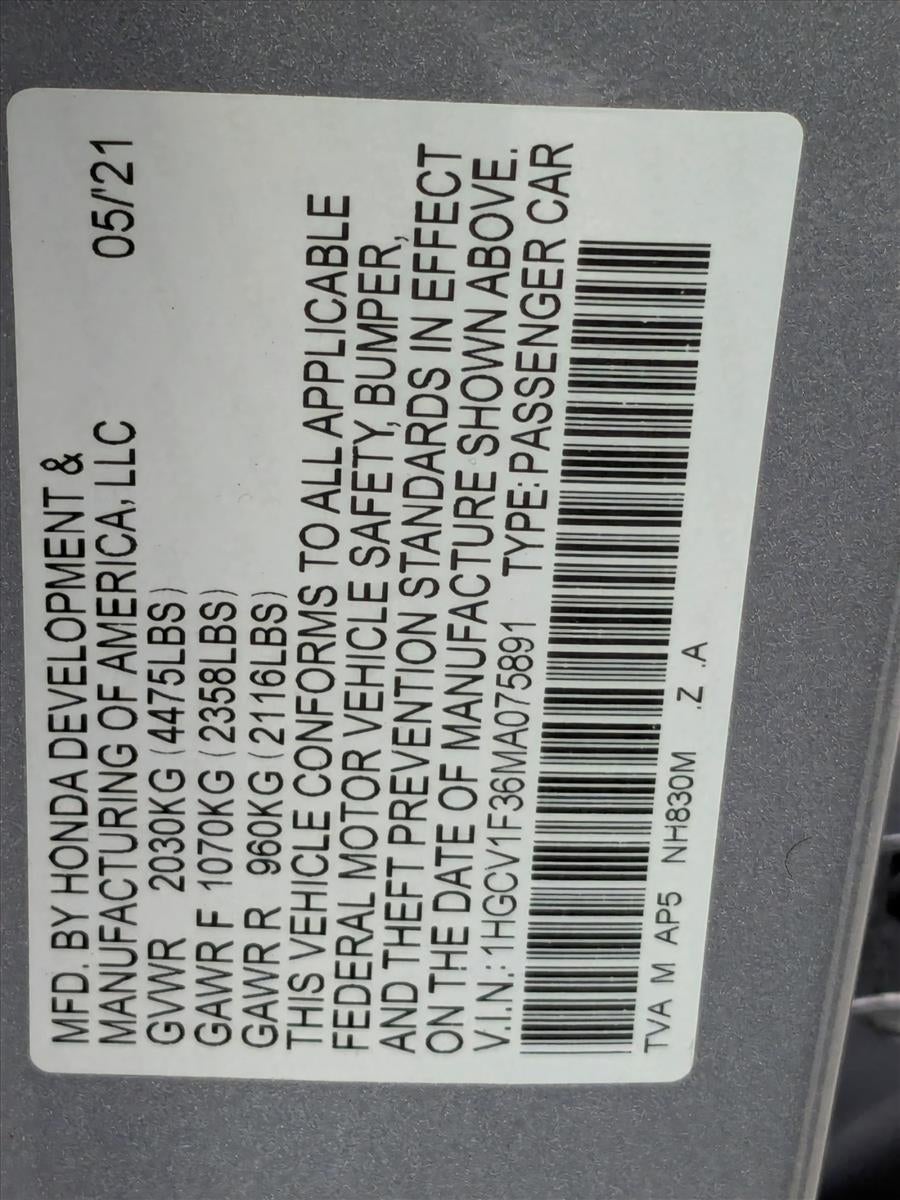 MFD. BY HONDA DEVELOPMENT &
MANUFACTURING OF AMERICA, LLC 05/'21
GVWR 2030KG (4475LBS)
GAWR F 1070KG (2358LBS)
GAWR R 960KG (2116LBS)
THIS VEHICLE CONFORMS TO ALL APPLICABLE
FEDERAL MOTOR VEHICLE SAFETY, BUMPER,
AND THEFT PREVENTION STANDARDS IN EFFECT
ON THE DATE OF MANUFACTURE SHOWN ABOVE.
V.I.N.: 1HGCV1F36MA075891 TYPE: PASSENGER CAR
TVA M AP5 NH830M .Z .A